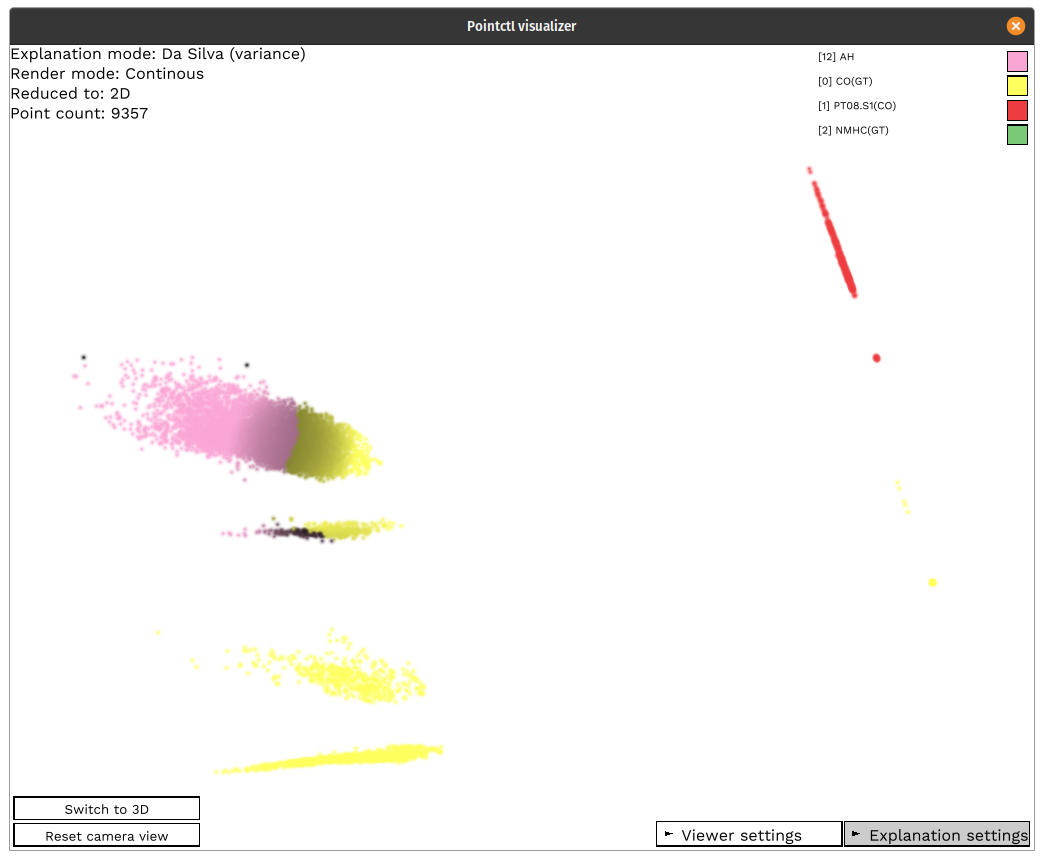 Pointctl visualizer
Explanation mode: Da Silva (variance)
Render mode: Continous
Reduced to: 2D
Point count: 9357
[12] AH
[0] CO(GT)
[1] PT08.S1(CO)
[2] NMHC(GT)
Switch to 3D
Reset camera view
Viewer settings
Explanation settings